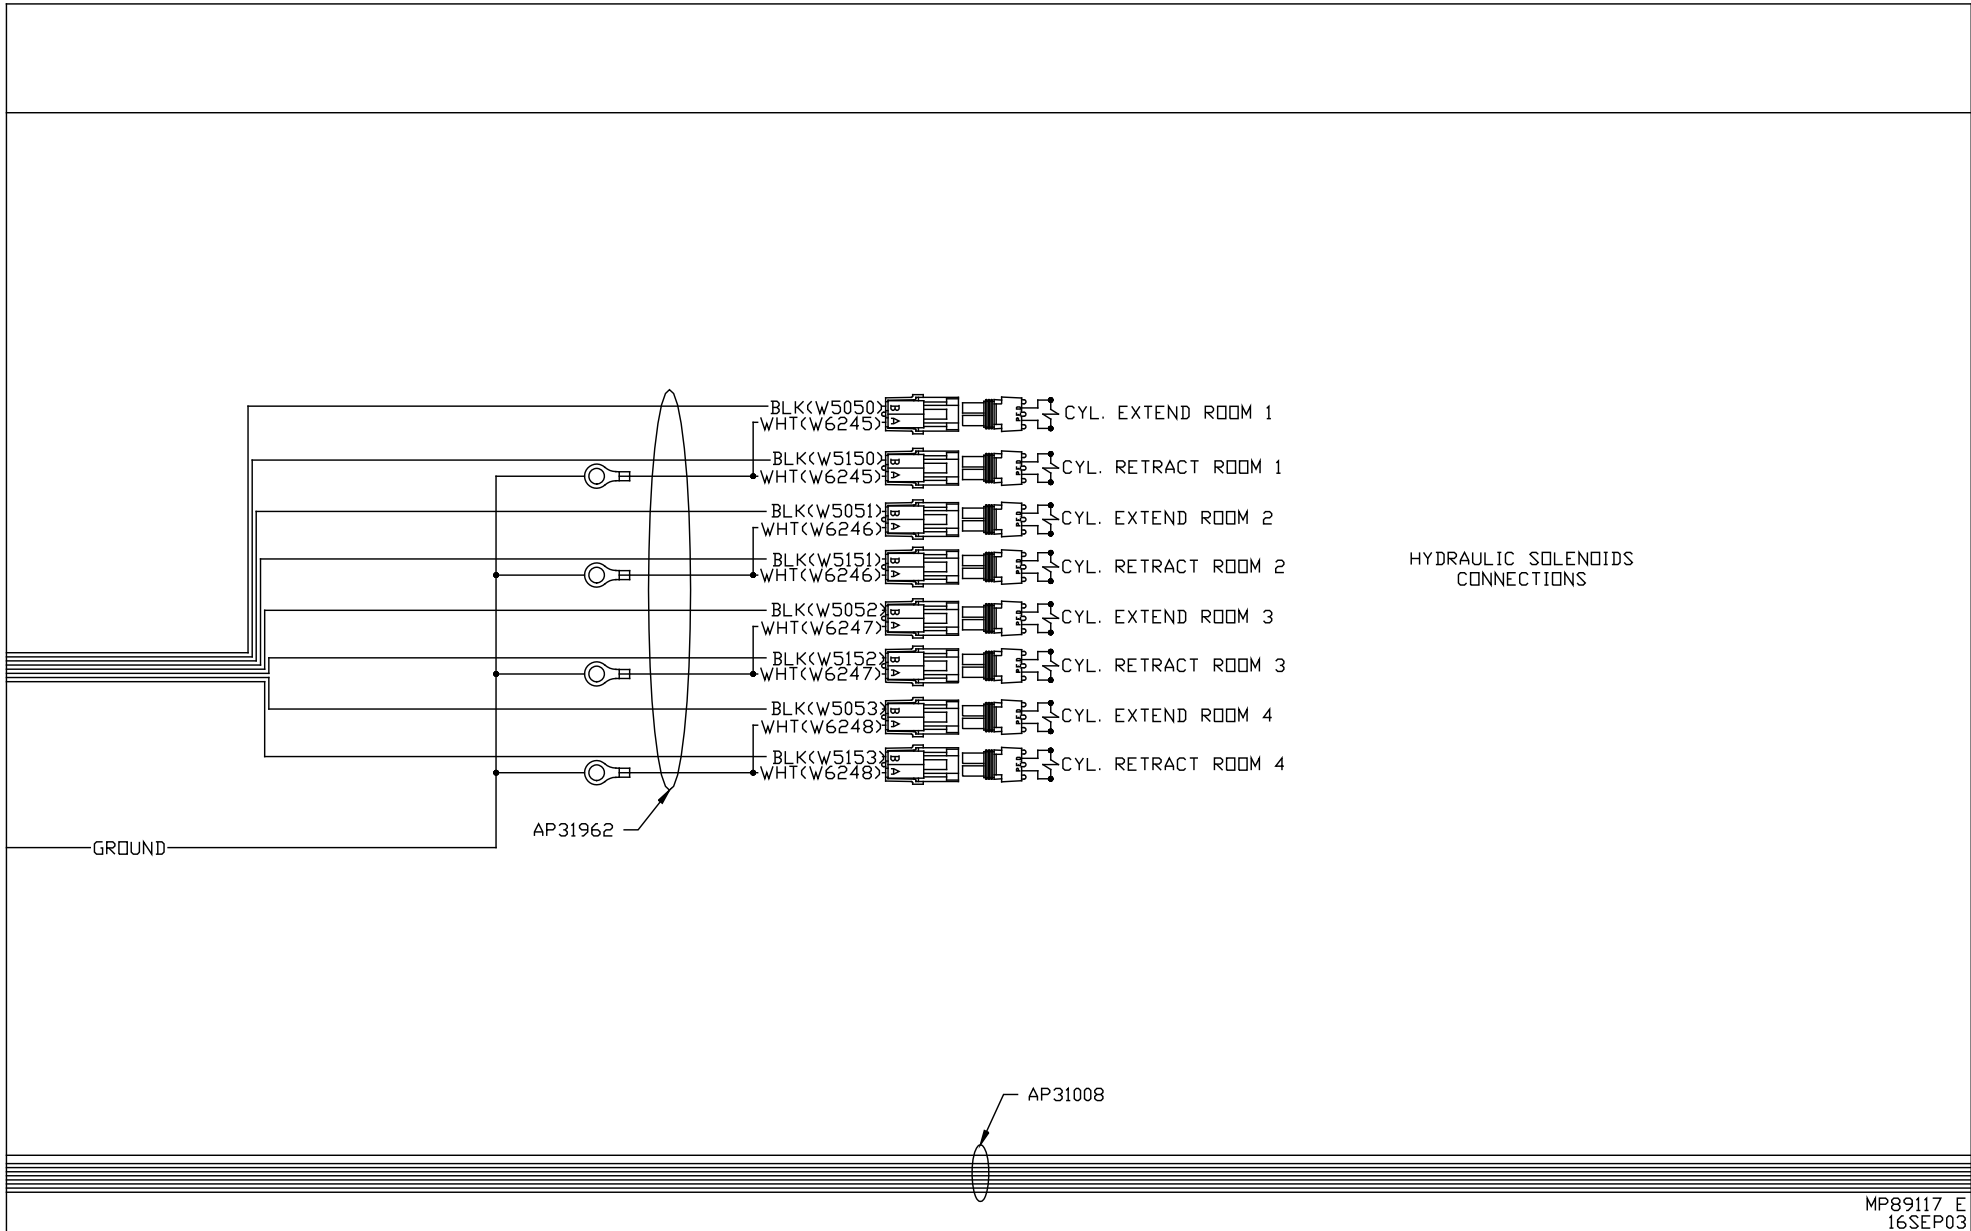 BLK(W5050)
WHT(W6245)
CYL. EXTEND ROOM 1
BLK(W5150)
WHT(W6245)
CYL. RETRACT ROOM 1
BLK(W5051)
WHT(W6246)
CYL. EXTEND ROOM 2
BLK(W5151)
WHT(W6246)
CYL. RETRACT ROOM 2
BLK(W5052)
WHT(W6247)
CYL. EXTEND ROOM 3
BLK(W5152)
WHT(W6247)
CYL. RETRACT ROOM 3
BLK(W5053)
WHT(W6248)
CYL. EXTEND ROOM 4
BLK(W5153)
WHT(W6248)
CYL. RETRACT ROOM 4
B
A
B
A
B
A
B
A
B
A
B
A
B
A
B
A
HYDRAULIC SOLENOIDS
CONNECTIONS
AP31962
GROUND
AP31008
MP89117 E
16SEP03